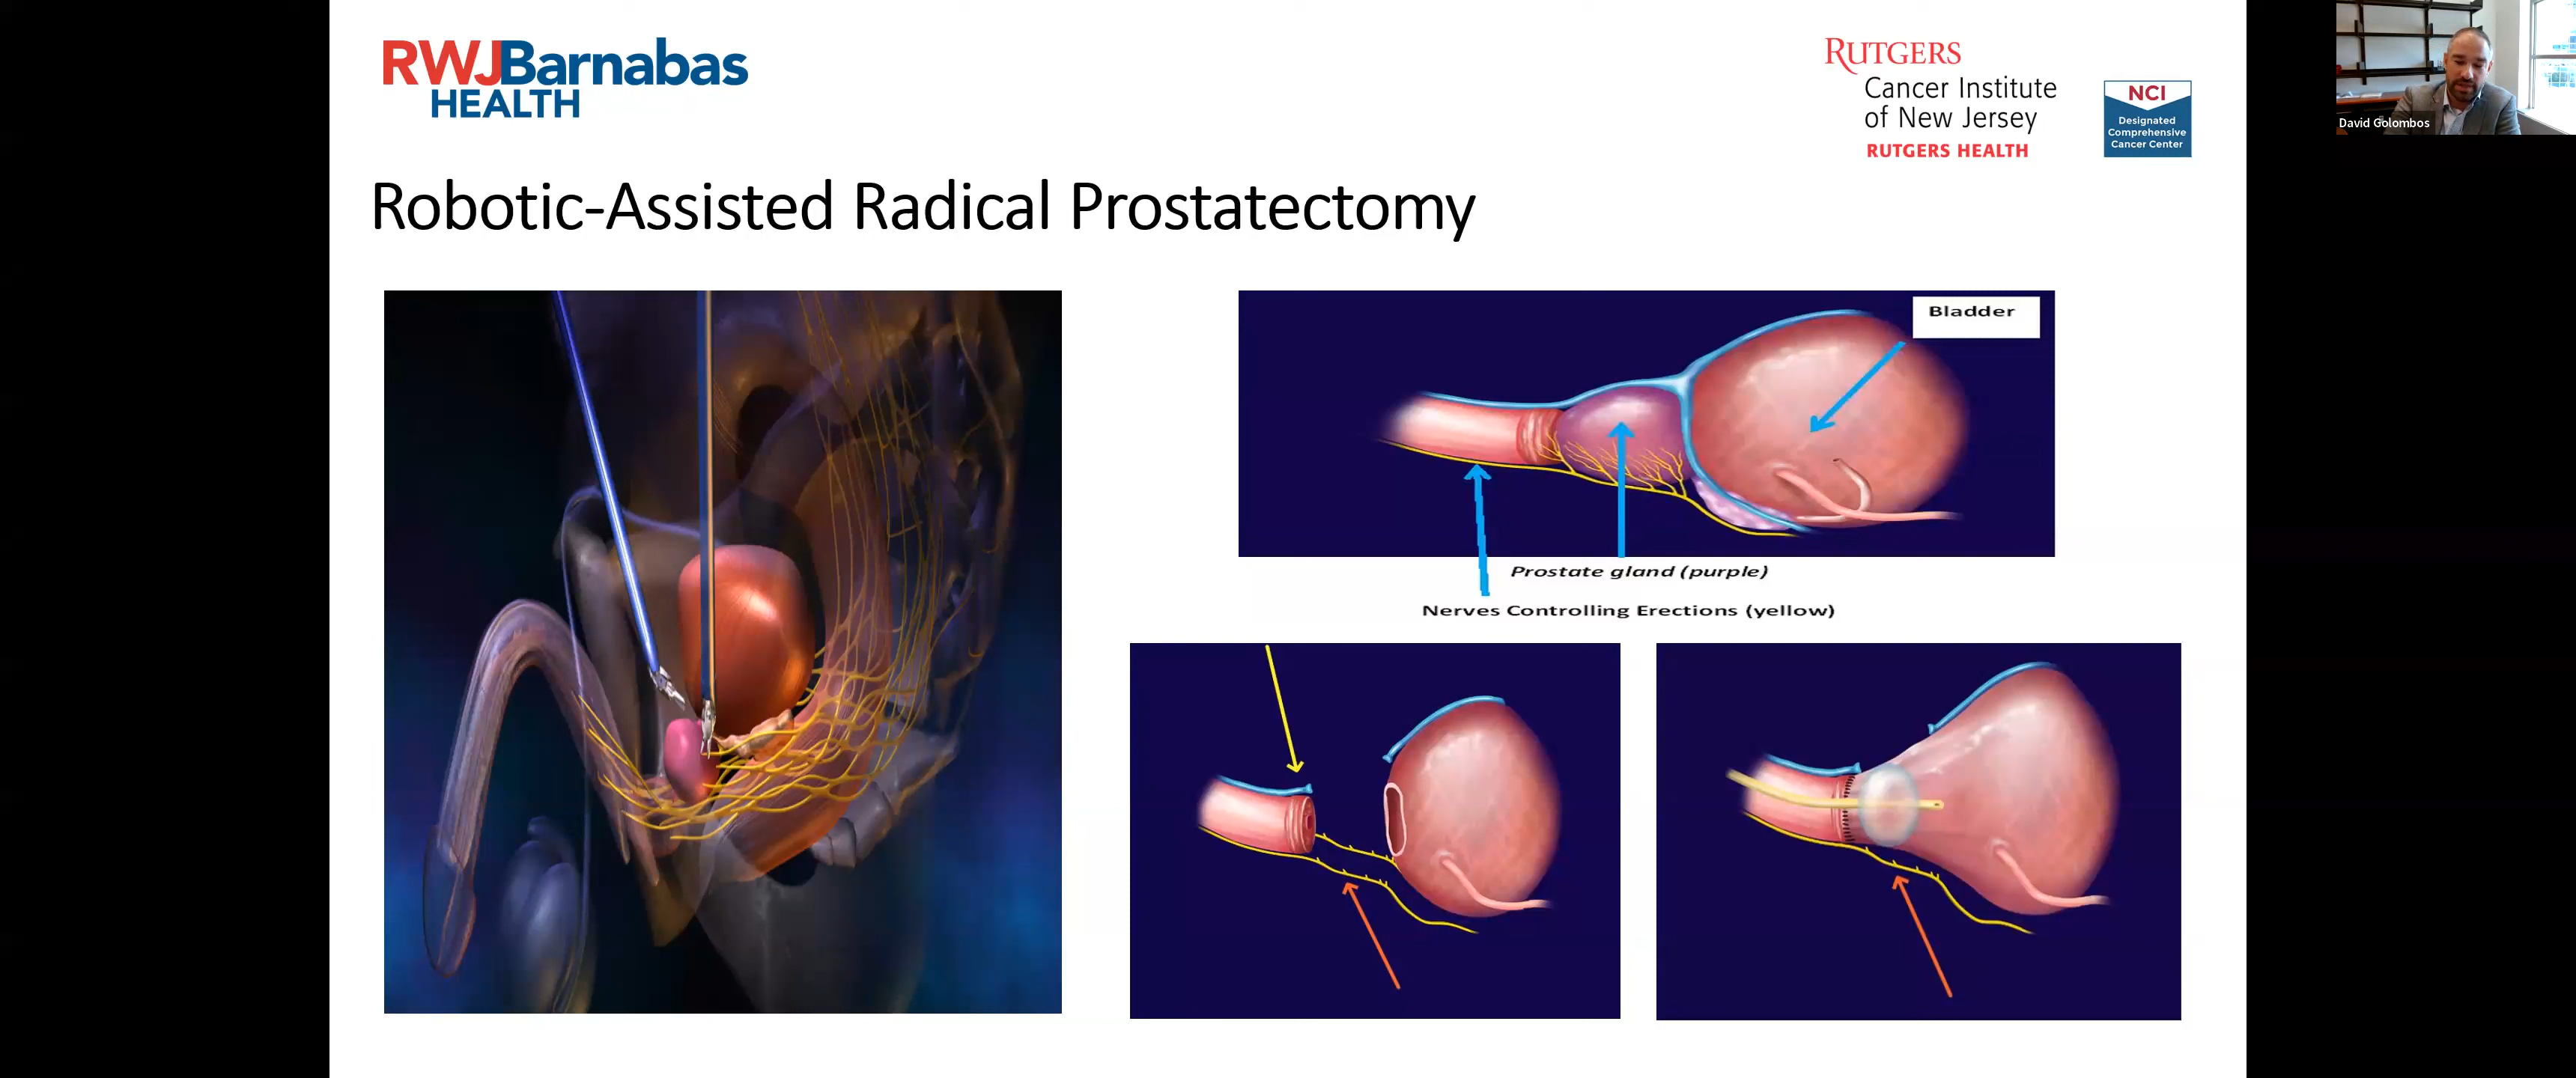 RWJBarnabas
HEALTH
RUTGERS
Cancer Institute
of New Jersey
RUTGERS HEALTH
NCI
Designated
Comprehensive
Cancer Center
David Golombos
Robotic-Assisted Radical Prostatectomy
Bladder
Prostate gland (purple)
Nerves Controlling Erections (yellow)